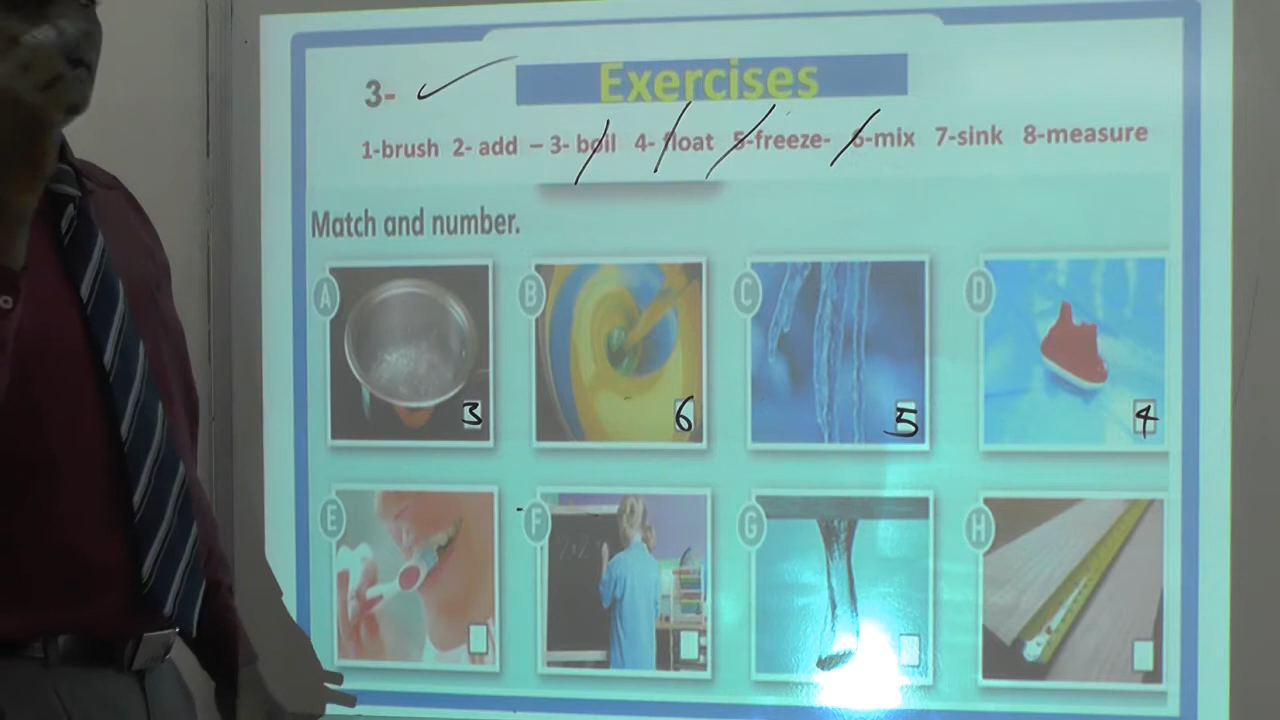 3- Exercises
1-brush 2- add – 3- boil 4- float 5-freeze- 6-mix 7-sink 8-measure
Match and number.
A B C D
3 6 5 4
E F G H